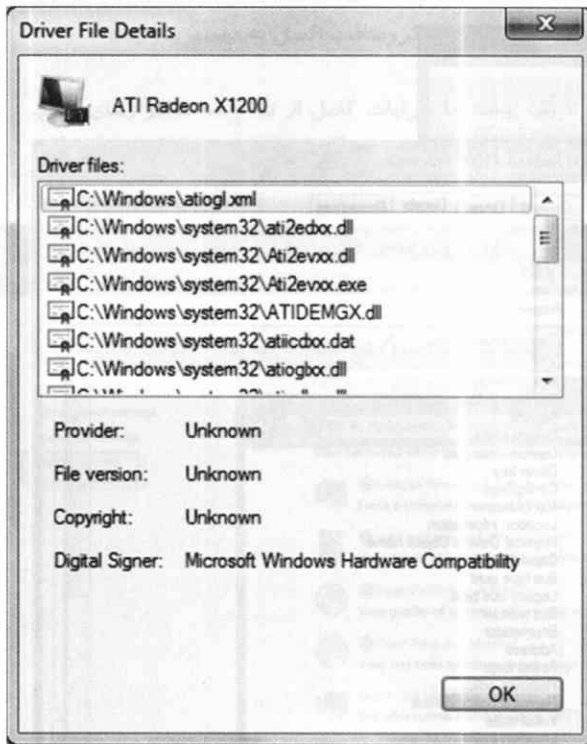 Driver File Details
ATI Radeon X1200
Driver files:
C:\Windows\atiogl.xml
C:\Windows\system32\ati2edxx.dll
C:\Windows\system32\Ati2evxx.dll
C:\Windows\system32\Ati2evxx.exe
C:\Windows\system32\ATIDEMGX.dll
C:\Windows\system32\atiicdxx.dat
C:\Windows\system32\atioglxx.dll
Provider: Unknown
File version: Unknown
Copyright: Unknown
Digital Signer: Microsoft Windows Hardware Compatibility
OK